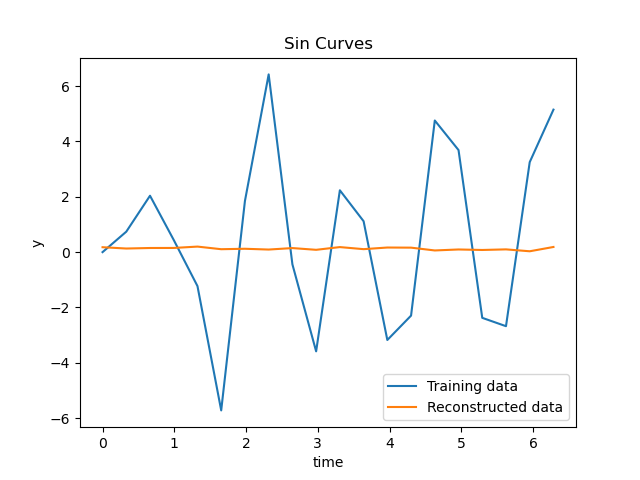 Sin Curves
6
4
2
0
−2
−4
−6
y
0 1 2 3 4 5 6
time
Training data
Reconstructed data